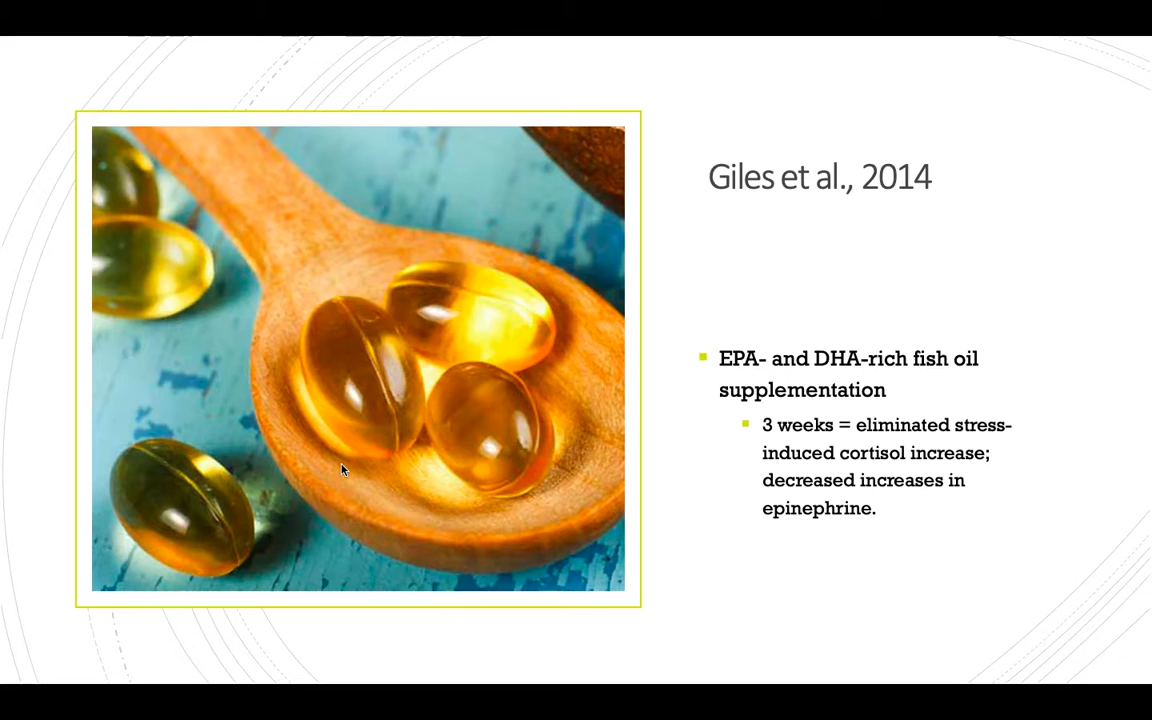 Giles et al., 2014
EPA- and DHA-rich fish oil
supplementation
3 weeks = eliminated stress-
induced cortisol increase;
decreased increases in
epinephrine.